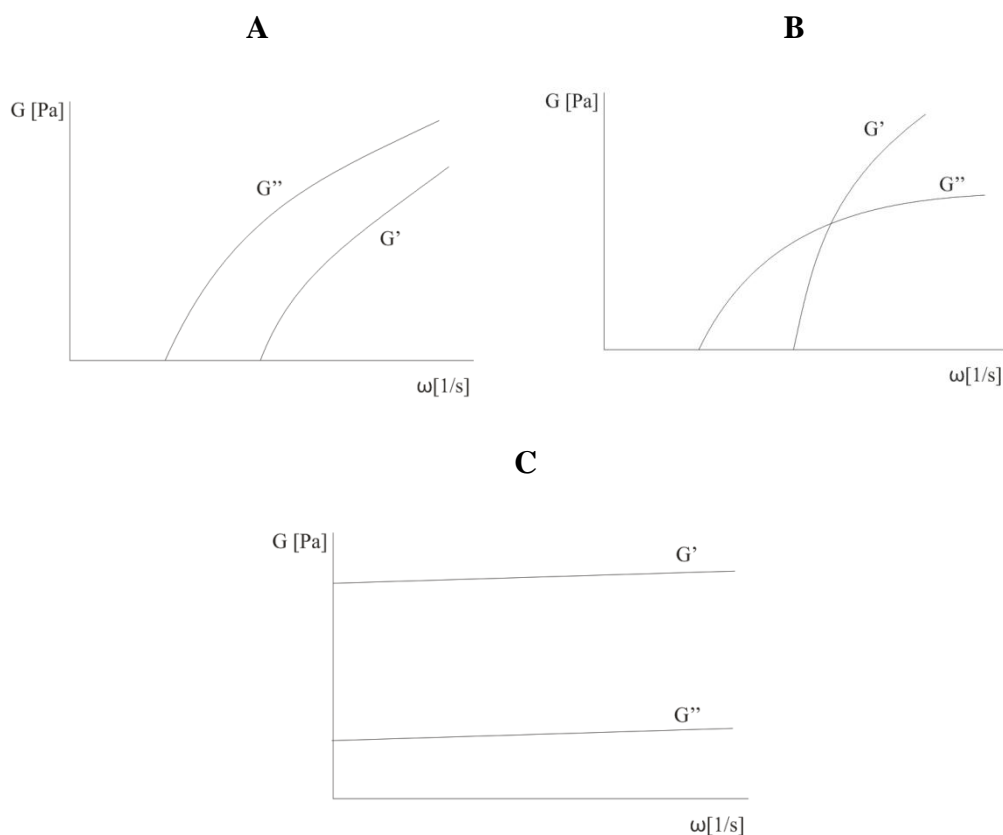 A
G [Pa]
G’’
G’
ω[1/s]
B
G [Pa]
G’
G’’
ω[1/s]
C
G [Pa]
G’
G’’
ω[1/s]